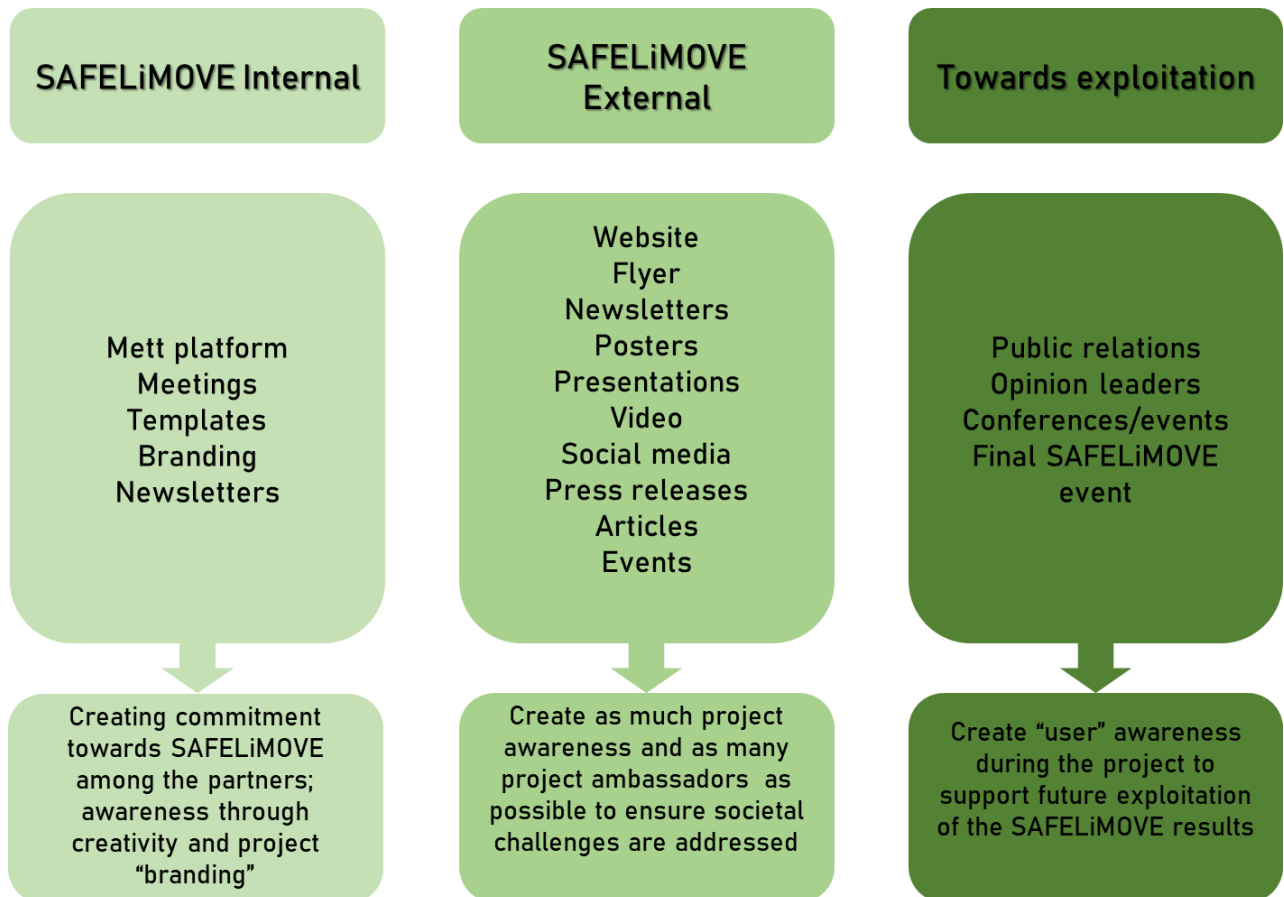 SAFELiMOVE Internal
SAFELiMOVE
External
Towards exploitation
Mett platform
Meetings
Templates
Branding
Newsletters
Website
Flyer
Newsletters
Posters
Presentations
Video
Social media
Press releases
Articles
Events
Public relations
Opinion leaders
Conferences/events
Final SAFELiMOVE
event
Creating commitment
towards SAFELiMOVE
among the partners;
awareness through
creativity and project
“branding”
Create as much project
awareness and as many
project ambassadors as
possible to ensure societal
challenges are addressed
Create “user” awareness
during the project to
support future exploitation
of the SAFELiMOVE results